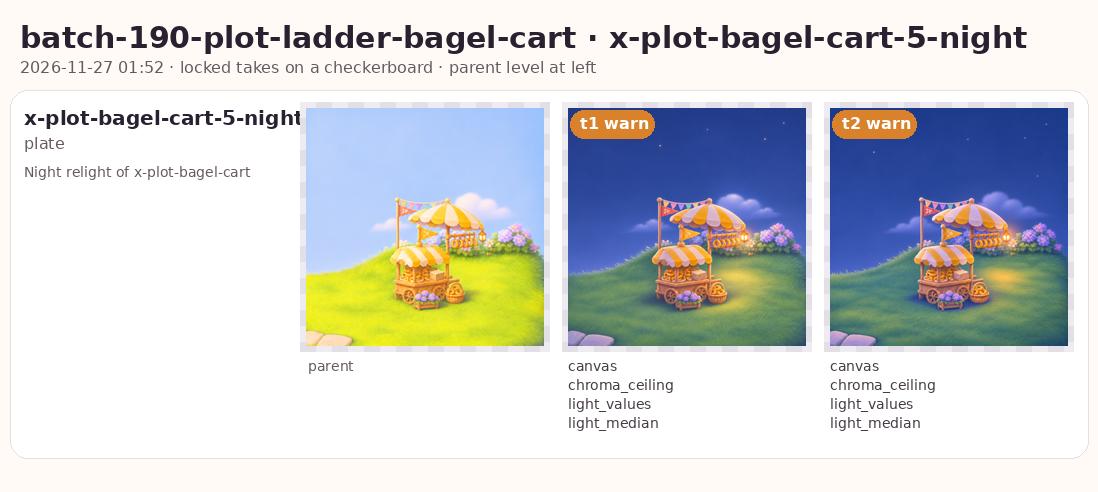 batch-190-plot-ladder-bagel-cart · x-plot-bagel-cart-5-night
2026-11-27 01:52 · locked takes on a checkerboard · parent level at left
x-plot-bagel-cart-5-night
plate
Night relight of x-plot-bagel-cart
t1 warn
t2 warn
parent
canvas
chroma_ceiling
light_values
light_median
canvas
chroma_ceiling
light_values
light_median